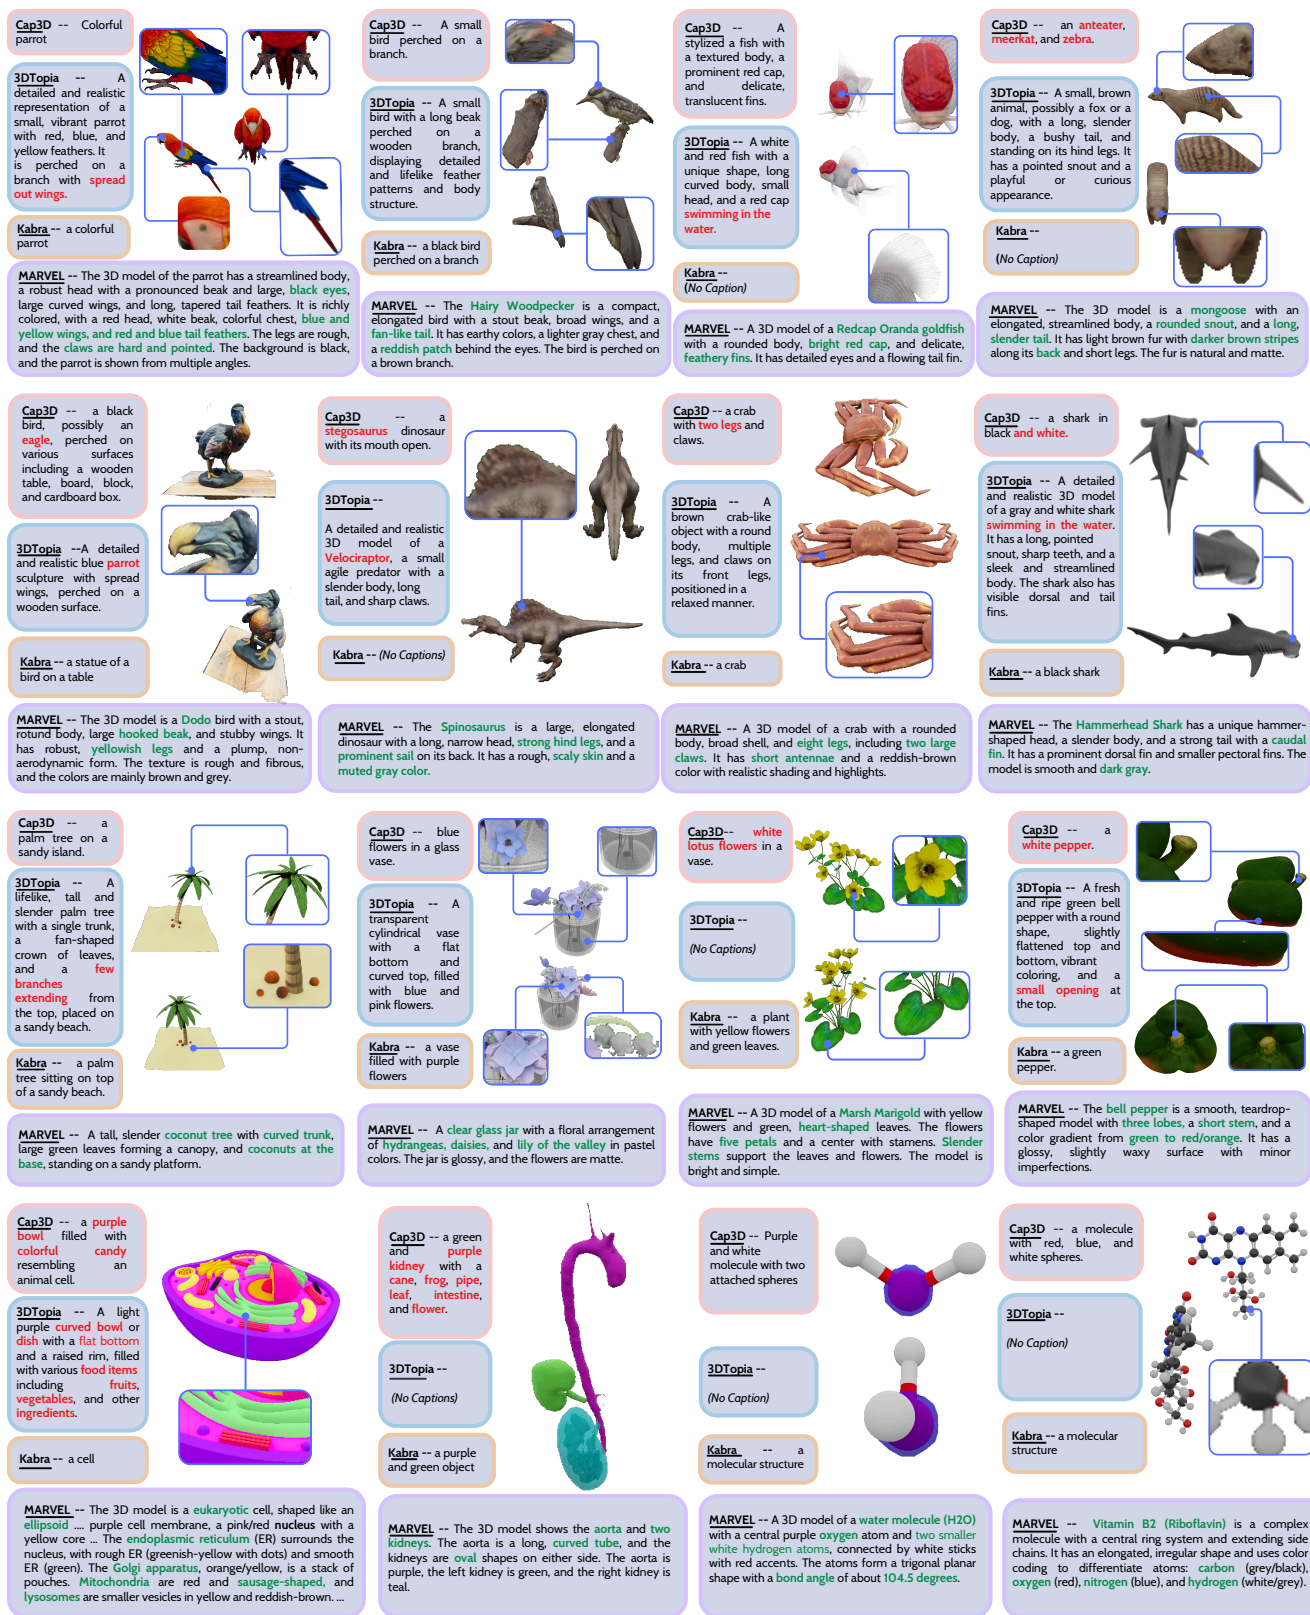 Cap3D -- Colorful
parrot
3DTopia -- A
detailed and realistic
representation of a
small, vibrant parrot
with red, blue, and
yellow feathers. It
is perched on a
branch with spread
out wings.
Kabra -- a colorful
parrot
MARVEL -- The 3D model of the parrot has a streamlined body,
a robust head with a pronounced beak and large, black eyes,
large curved wings, and long, tapered tail feathers. It is richly
colored, with a red head, white beak, colorful chest, blue and
yellow wings, and red and blue tail feathers. The legs are rough,
and the claws are hard and pointed. The background is black,
and the parrot is shown from multiple angles.
Cap3D -- A small
bird perched on a
branch.
3DTopia -- A small
bird with a long beak
perched on a
wooden branch,
displaying detailed
and lifelike feather
patterns and body
structure.
Kabra -- a black bird
perched on a branch
MARVEL -- The Hairy Woodpecker is a compact,
elongated bird with a stout beak, broad wings, and a
fan-like tail. It has earthy colors, a lighter gray chest, and
a reddish patch behind the eyes. The bird is perched on
a brown branch.
Cap3D -- A
stylized a fish with
a textured body, a
prominent red cap,
and delicate,
translucent fins.
3DTopia -- A white
and red fish with a
unique shape, long
curved body, small
head, and a red cap
swimming in the
water.
Kabra --
(No Caption)
MARVEL -- A 3D model of a Redcap Oranda goldfish
with a rounded body, bright red cap, and delicate,
feathery fins. It has detailed eyes and a flowing tail fin.
Cap3D -- an anteater,
meerkat, and zebra.
3DTopia -- A small, brown
animal, possibly a fox or a
dog, with a long, slender
body, a bushy tail, and
standing on its hind legs. It
has a pointed snout and a
playful or curious
appearance.
Kabra --
(No Caption)
MARVEL -- The 3D model is a mongoose with an
elongated, streamlined body, a rounded snout, and a long,
slender tail. It has light brown fur with darker brown stripes
along its back and short legs. The fur is natural and matte.
Cap3D -- a black
bird, possibly an
eagle, perched on
various surfaces
including a wooden
table, board, block,
and cardboard box.
3DTopia --A detailed
and realistic blue parrot
sculpture with spread
wings, perched on a
wooden surface.
Kabra -- a statue of a
bird on a table
MARVEL -- The 3D model is a Dodo bird with a stout,
rotund body, large hooked beak, and stubby wings. It
has robust, yellowish legs and a plump, non-
aerodynamic form. The texture is rough and fibrous,
and the colors are mainly brown and grey.
Cap3D -- a
stegosaurus dinosaur
with its mouth open.
3DTopia --
A detailed and realistic
3D model of a
Velociraptor, a small
agile predator with a
slender body, long
tail, and sharp claws.
Kabra -- (No Captions)
MARVEL -- The Spinosaurus is a large, elongated
dinosaur with a long, narrow head, strong hind legs, and a
prominent sail on its back. It has a rough, scaly skin and a
muted gray color.
Cap3D -- a crab
with two legs and
claws.
3DTopia -- A
brown crab-like
object with a round
body, multiple
legs, and claws on
its front legs,
positioned in a
relaxed manner.
Kabra -- a crab
MARVEL -- A 3D model of a crab with a rounded
body, broad shell, and eight legs, including two large
claws. It has short antennae and a reddish-brown
color with realistic shading and highlights.
Cap3D -- a shark in
black and white.
3DTopia -- A detailed
and realistic 3D model
of a gray and white shark
swimming in the water.
It has a long, pointed
snout, sharp teeth, and a
sleek and streamlined
body. The shark also has
visible dorsal and tail
fins.
Kabra -- a black shark
MARVEL -- The Hammerhead Shark has a unique hammer-
shaped head, a slender body, and a strong tail with a caudal
fin. It has a prominent dorsal fin and smaller pectoral fins. The
model is smooth and dark gray.
Cap3D -- a
palm tree on a
sandy island.
3DTopia -- A
lifelike, tall and
slender palm tree
with a single trunk,
a fan-shaped
crown of leaves,
and a few
branches
extending from
the top, placed on
a sandy beach.
Kabra -- a palm
tree sitting on top
of a sandy beach.
MARVEL -- A tall, slender coconut tree with curved trunk,
large green leaves forming a canopy, and coconuts at the
base, standing on a sandy platform.
Cap3D -- blue
flowers in a glass
vase.
3DTopia -- A
transparent
cylindrical vase
with a flat
bottom and
curved top, filled
with blue and
pink flowers.
Kabra -- a vase
filled with purple
flowers
MARVEL -- A clear glass jar with a floral arrangement
of hydrangeas, daisies, and lily of the valley in pastel
colors. The jar is glossy, and the flowers are matte.
Cap3D-- white
lotus flowers in a
vase.
3DTopia --
(No Captions)
Kabra -- a plant
with yellow flowers
and green leaves.
MARVEL -- A 3D model of a Marsh Marigold with yellow
flowers and green, heart-shaped leaves. The flowers
have five petals and a center with stamens. Slender
stems support the leaves and flowers. The model is
bright and simple.
Cap3D -- a
white pepper.
3DTopia -- A fresh
and ripe green bell
pepper with a round
shape, slightly
flattened top and
bottom, vibrant
coloring, and a
small opening at
the top.
Kabra -- a green
pepper.
MARVEL -- The bell pepper is a smooth, teardrop-
shaped model with three lobes, a short stem, and a
color gradient from green to red/orange. It has a
glossy, slightly waxy surface with minor
imperfections.
Cap3D -- a purple
bowl filled with
colorful candy
resembling an
animal cell.
3DTopia -- A light
purple curved bowl or
dish with a flat bottom
and a raised rim, filled
with various food items
including fruits,
vegetables, and other
ingredients.
Kabra -- a cell
MARVEL -- The 3D model is a eukaryotic cell, shaped like an
ellipsoid .... purple cell membrane, a pink/red nucleus with a
yellow core ... The endoplasmic reticulum (ER) surrounds the
nucleus, with rough ER (greenish-yellow with dots) and smooth
ER (green). The Golgi apparatus, orange/yellow, is a stack of
pouches. Mitochondria are red and sausage-shaped, and
lysosomes are smaller vesicles in yellow and reddish-brown. ...
Cap3D -- a green
and purple
kidney with a
cane, frog, pipe,
leaf, intestine,
and flower.
3DTopia --
(No Captions)
Kabra -- a purple
and green object
MARVEL -- The 3D model shows the aorta and two
kidneys. The aorta is a long, curved tube, and the
kidneys are oval shapes on either side. The aorta is
purple, the left kidney is green, and the right kidney is
teal.
Cap3D -- Purple
and white
molecule with two
attached spheres
3DTopia --
(No Caption)
Kabra -- a
molecular structure
MARVEL -- A 3D model of a water molecule (H2O)
with a central purple oxygen atom and two smaller
white hydrogen atoms, connected by white sticks
with red accents. The atoms form a trigonal planar
shape with a bond angle of about 104.5 degrees.
Cap3D -- a molecule
with red, blue, and
white spheres.
3DTopia --
(No Caption)
Kabra -- a molecular
structure
MARVEL -- Vitamin B2 (Riboflavin) is a complex
molecule with a central ring system and extending side
chains. It has an elongated, irregular shape and uses color
coding to differentiate atoms: carbon (grey/black),
oxygen (red), nitrogen (blue), and hydrogen (white/grey).